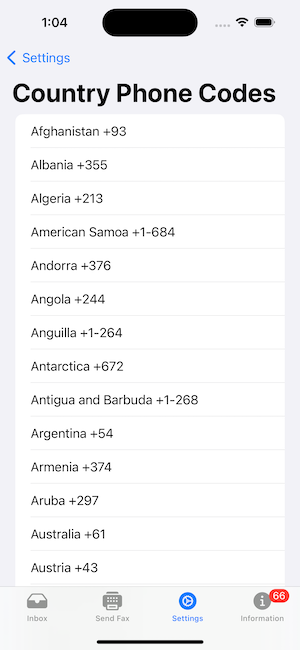 1:04
Settings
Country Phone Codes
Afghanistan +93
Albania +355
Algeria +213
American Samoa +1-684
Andorra +376
Angola +244
Anguilla +1-264
Antarctica +672
Antigua and Barbuda +1-268
Argentina +54
Armenia +374
Aruba +297
Australia +61
Austria +43
66
Inbox Send Fax Settings Information